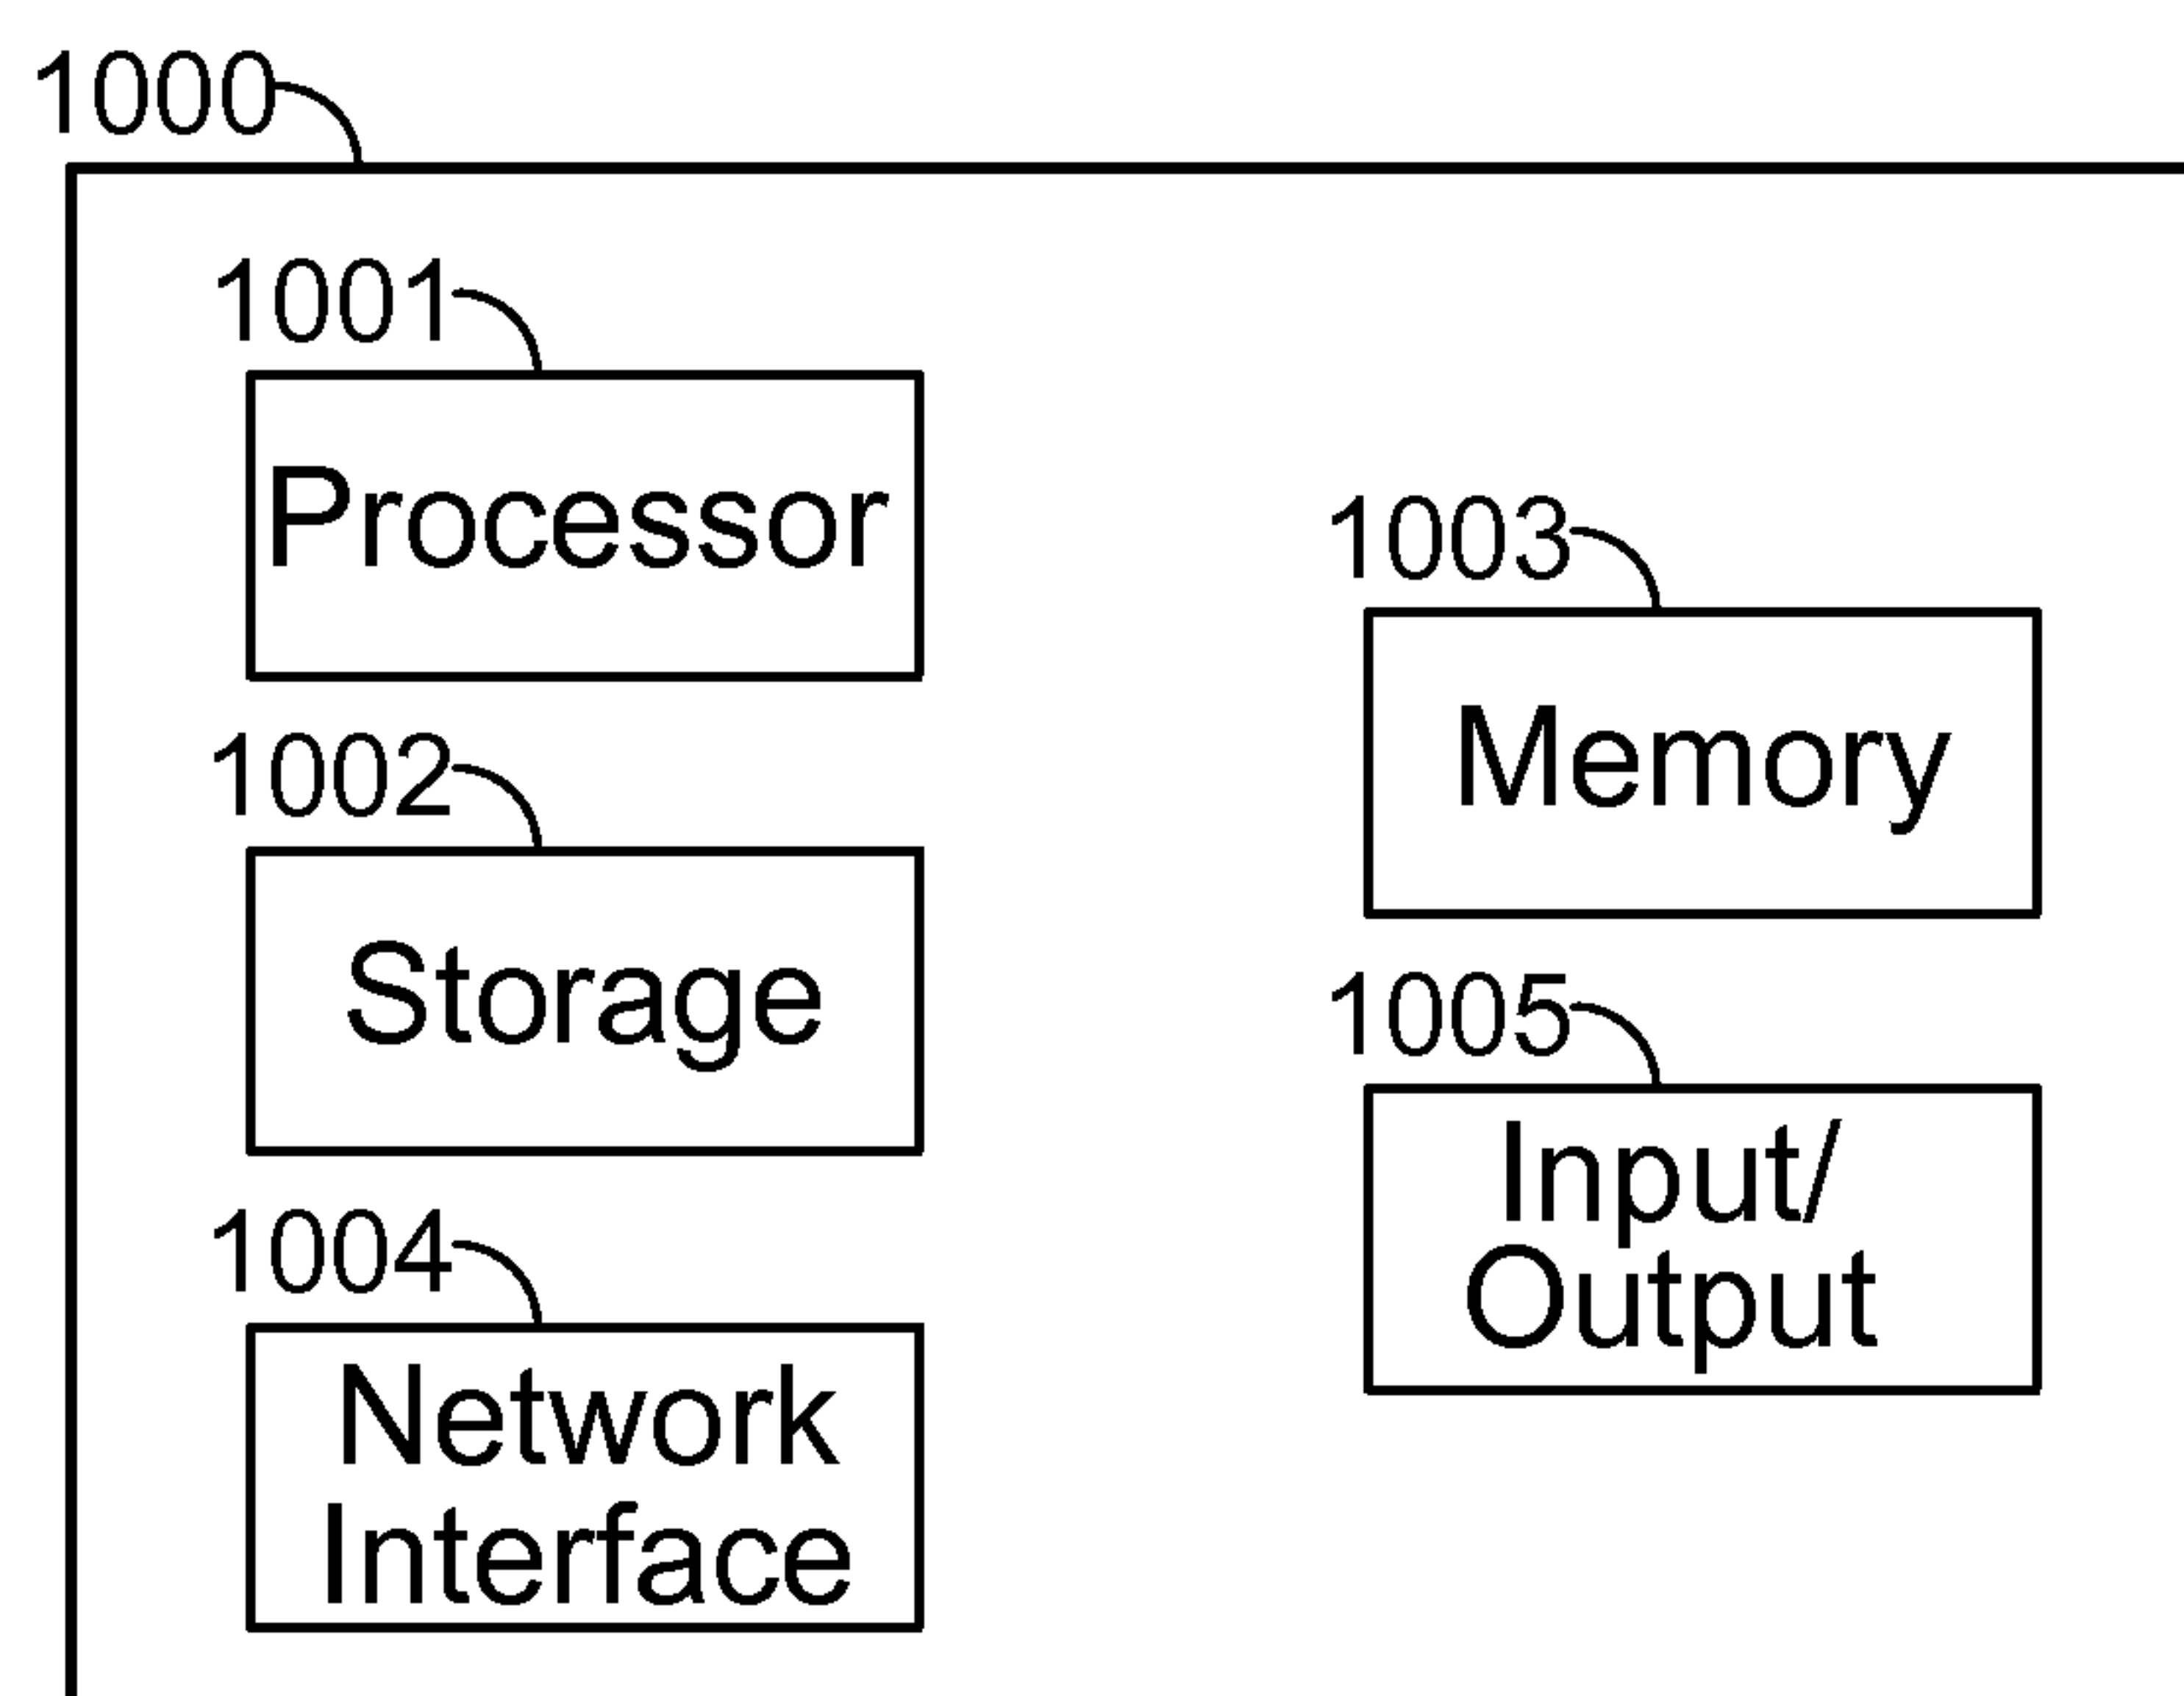 1000
1001
Processor
1002
Storage
1004
Network
Interface
1003
Memory
1005
Input/
Output